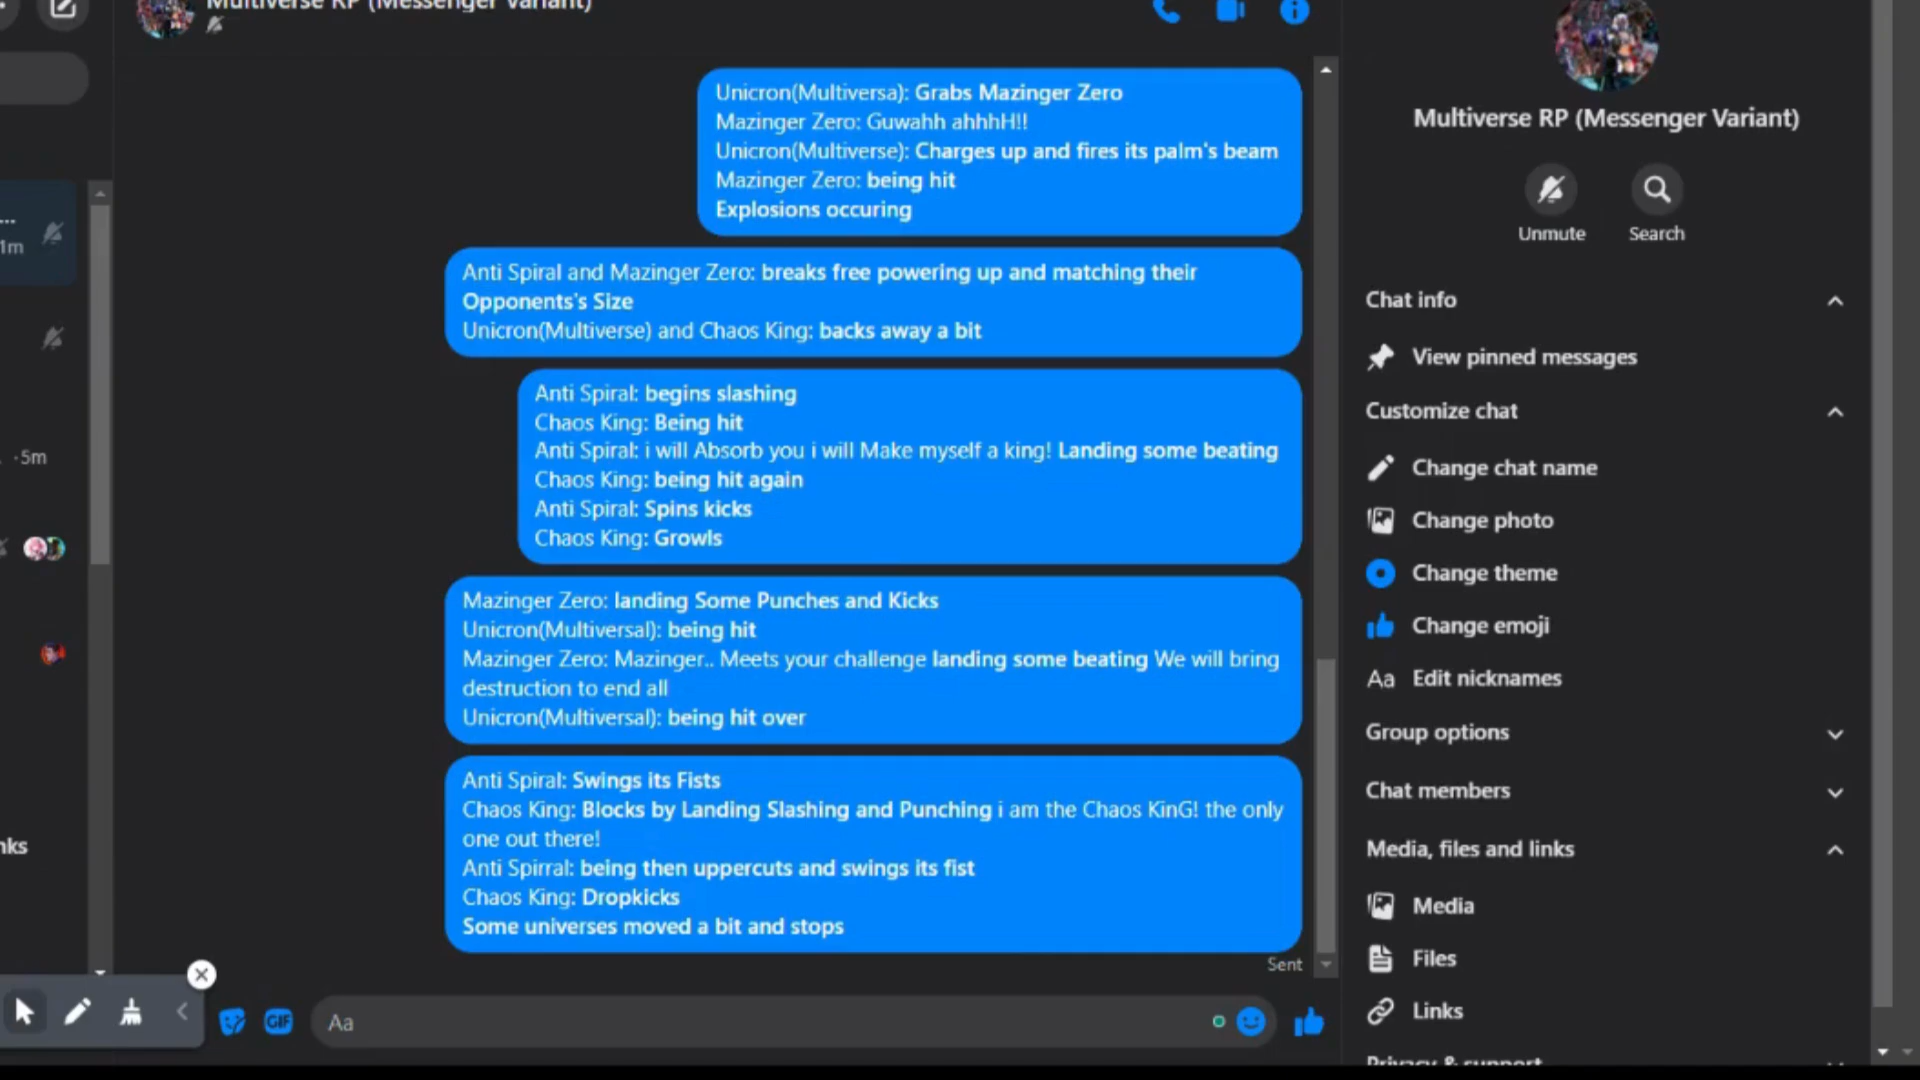 Multiverse RP (Messenger Variant)
Unicron(Multiversa): Grabs Mazinger Zero
Mazinger Zero: Guwahh ahhhH!!
Unicron(Multiverse): Charges up and fires its palm's beam
Mazinger Zero: being hit
Explosions occuring
Anti Spiral and Mazinger Zero: breaks free powering up and matching their
Opponents's Size
Unicron(Multiverse) and Chaos King: backs away a bit
Anti Spiral: begins slashing
Chaos King: Being hit
Anti Spiral: i will Absorb you i will Make myself a king! Landing some beating
Chaos King: being hit again
Anti Spiral: Spins kicks
Chaos King: Growls
Mazinger Zero: landing Some Punches and Kicks
Unicron(Multiversal): being hit
Mazinger Zero: Mazinger.. Meets your challenge landing some beating We will bring
destruction to end all
Unicron(Multiversal): being hit over
Anti Spiral: Swings its Fists
Chaos King: Blocks by Landing Slashing and Punching i am the Chaos KinG! the only
one out there!
Anti Spirral: being then uppercuts and swings its fist
Chaos King: Dropkicks
Some universes moved a bit and stops
Sent
GIF
Aa
...
1m
· 5m
nks
Multiverse RP (Messenger Variant)
Unmute
Search
Chat info
View pinned messages
Customize chat
Change chat name
Change photo
Change theme
Change emoji
Aa Edit nicknames
Group options
Chat members
Media, files and links
Media
Files
Links
Privacy & support